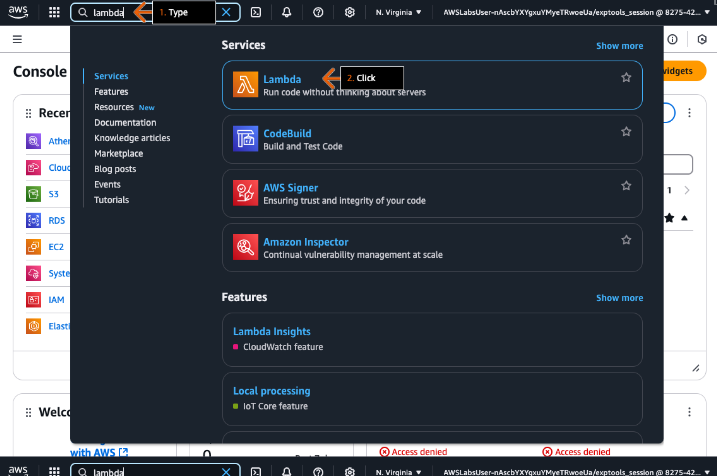 aws
lambda
1. Type
N. Virginia
AWSLabsUser-nAscbYXYgxuYMyeTRwoeUa/exptools_session @ 8275-42...
Console
Services
Show more
Services
Features
Resources New
Documentation
Knowledge articles
Marketplace
Blog posts
Events
Tutorials
Lambda
2. Click
Run code without thinking about servers
CodeBuild
Build and Test Code
AWS Signer
Ensuring trust and integrity of your code
Amazon Inspector
Continual vulnerability management at scale
Features
Show more
Lambda Insights
CloudWatch feature
Local processing
IoT Core feature
Recen
Athen
Cloud
S3
RDS
EC2
Syste
IAM
Elasti
widgets
1
Welco
with AWS
0
Access denied
Access denied
aws
lambda
N. Virginia
AWSLabsUser-nAscbYXYgxuYMyeTRwoeUa/exptools_session @ 8275-42...